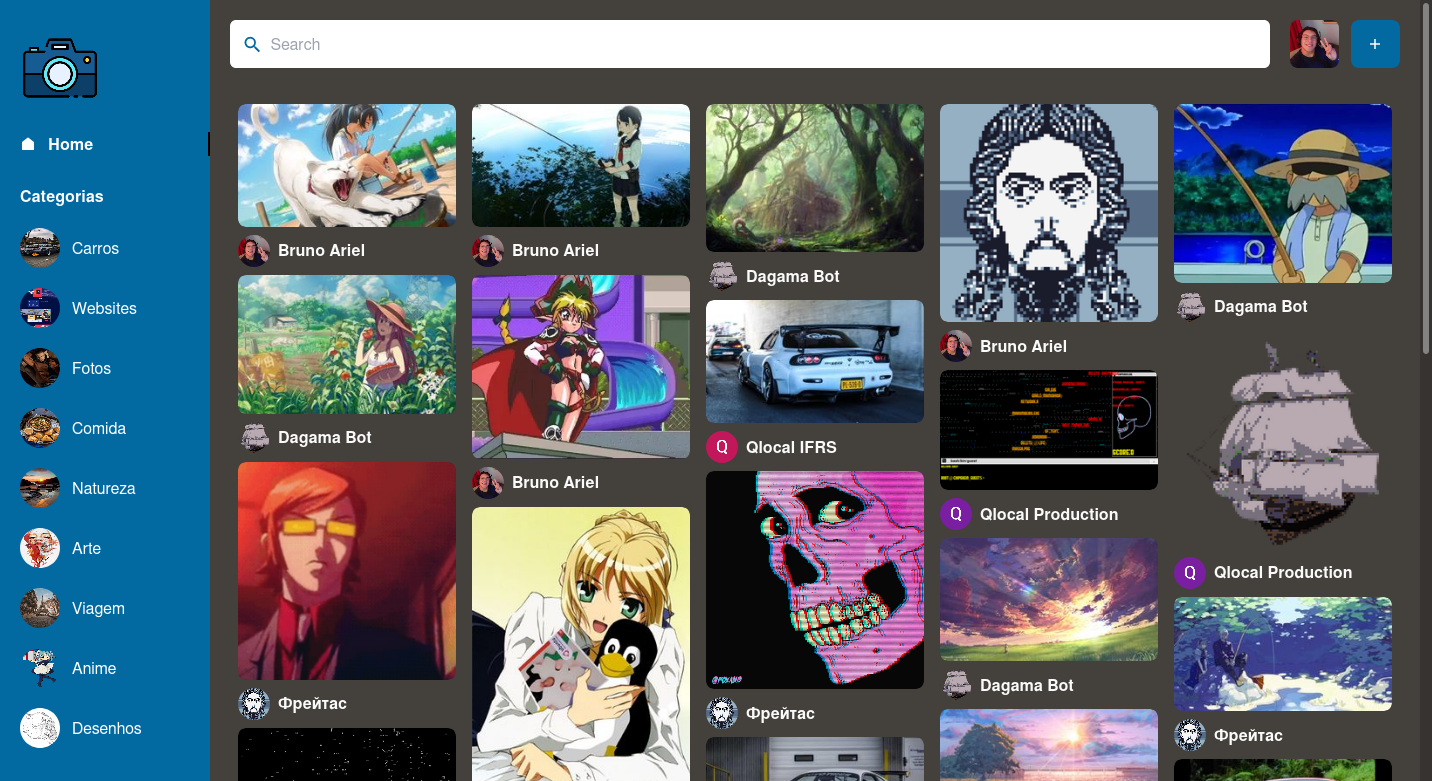 Search
+
Home
Categorias
Carros
Websites
Fotos
Comida
Natureza
Arte
Viagem
Anime
Desenhos
Bruno Ariel
Dagama Bot
Фрейтас
Bruno Ariel
Bruno Ariel
Dagama Bot
Q Qlocal IFRS
Фрейтас
Bruno Ariel
Q Qlocal Production
Dagama Bot
Dagama Bot
Q Qlocal Production
Фрейтас